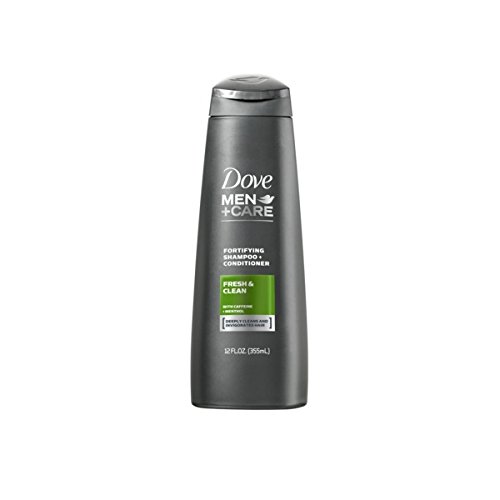 Dove
MEN
+CARE
FORTIFYING
SHAMPOO +
CONDITIONER
FRESH &
CLEAN
WITH CAFFEINE
+ MENTHOL
DEEPLY CLEANS AND
INVIGORATES HAIR
12 FL.OZ. (355mL)